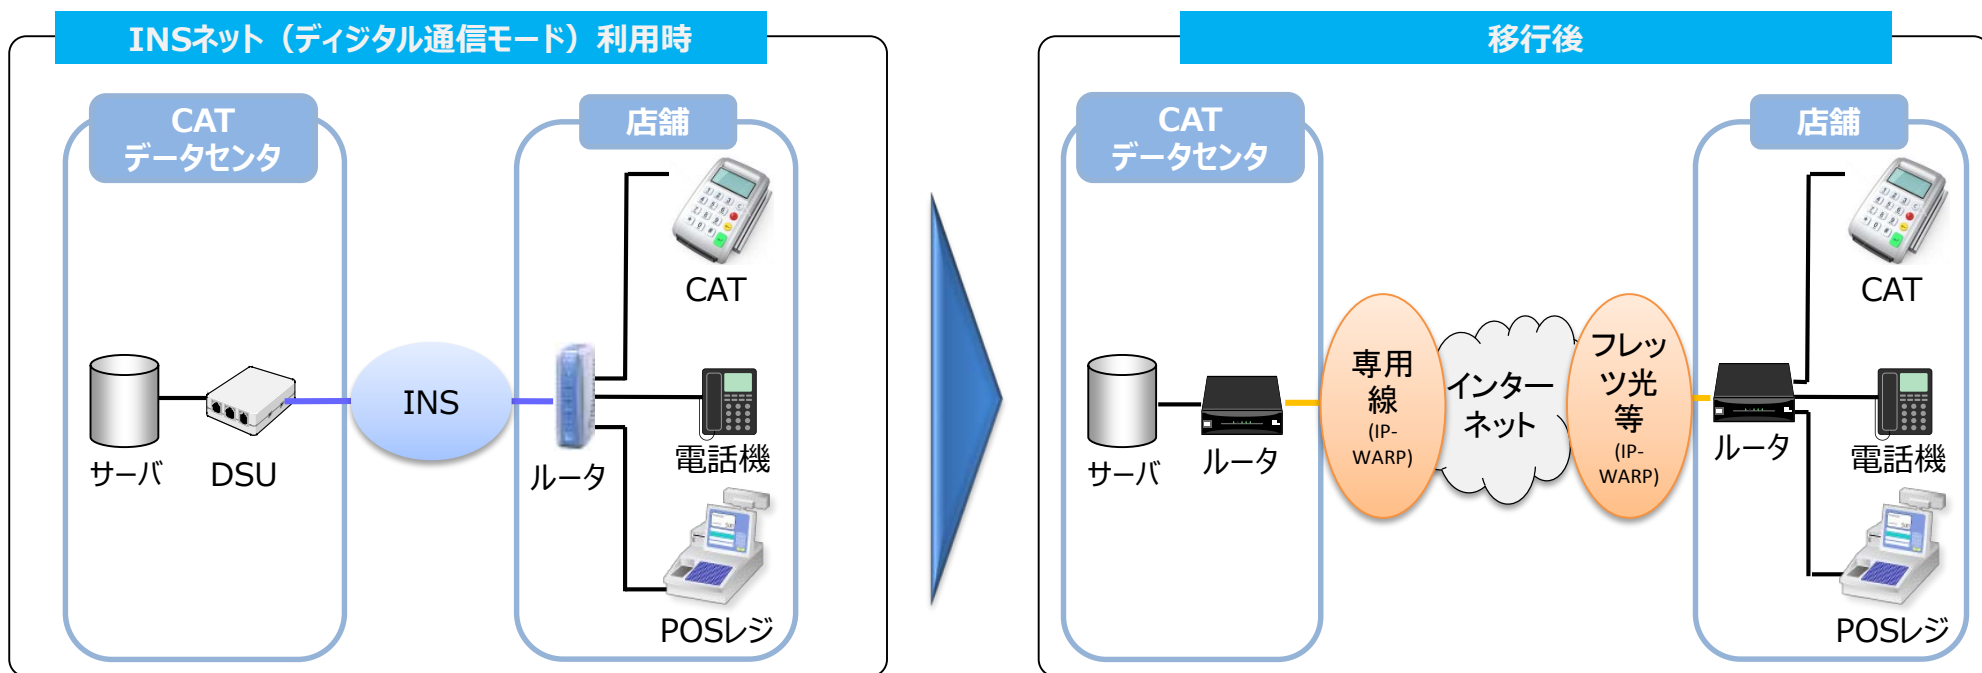 INSネット（ディジタル通信モード）利用時
CAT
データセンタ
店舗
CAT
INS
サーバ
DSU
ルータ
電話機
POSレジ
移行後
CAT
データセンタ
店舗
CAT
専用
線
(IP-
WARP)
インター
ネット
フレッ
ツ光
等
(IP-
WARP)
サーバ
ルータ
ルータ
電話機
POSレジ